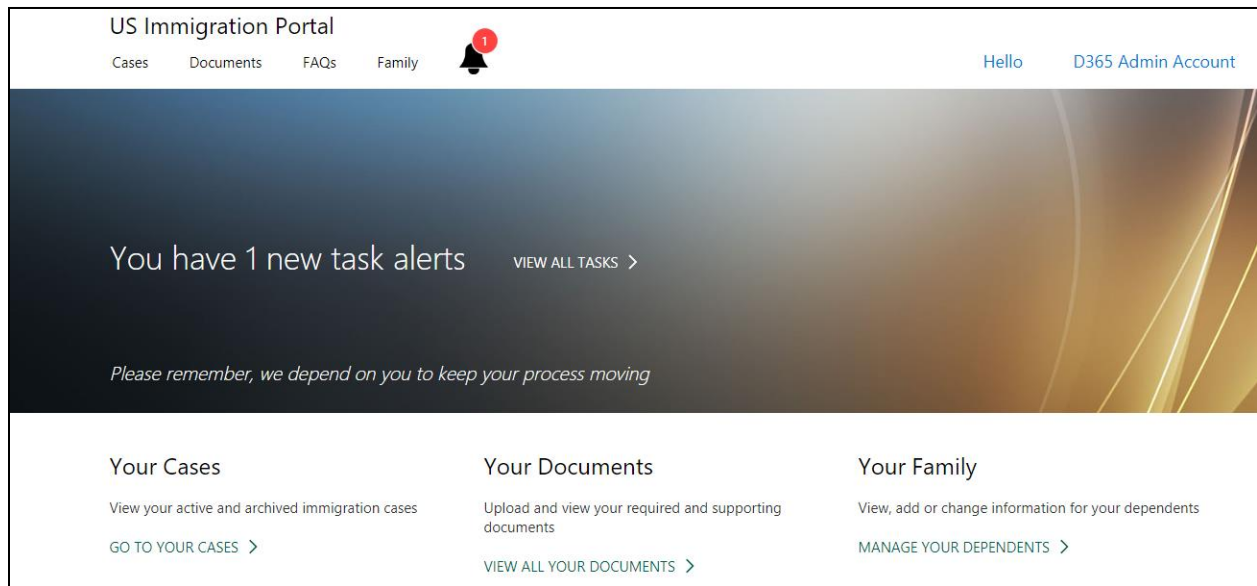 US Immigration Portal
Cases Documents FAQs Family 1
Hello D365 Admin Account
You have 1 new task alerts VIEW ALL TASKS
Please remember, we depend on you to keep your process moving
Your Cases
View your active and archived immigration cases
GO TO YOUR CASES
Your Documents
Upload and view your required and supporting
documents
VIEW ALL YOUR DOCUMENTS
Your Family
View, add or change information for your dependents
MANAGE YOUR DEPENDENTS